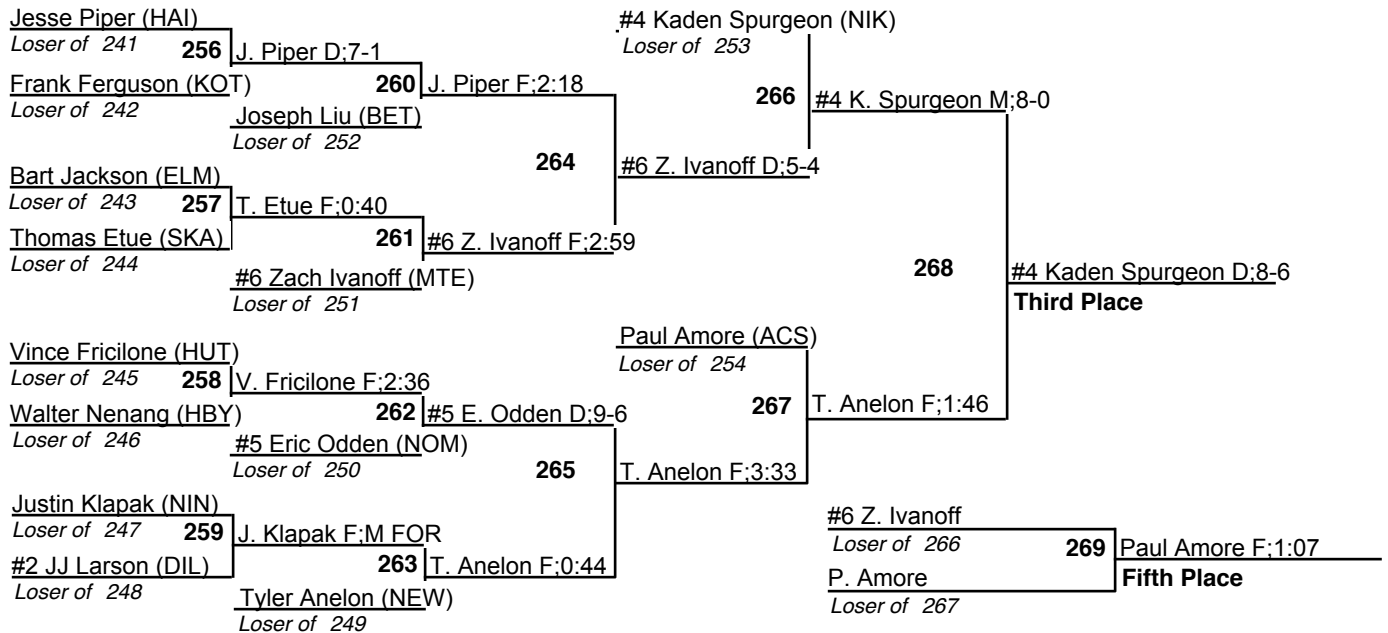 Jesse Piper (HAI)
Loser of 241
256
J. Piper D;7-1
Frank Ferguson (KOT)
Loser of 242
260
J. Piper F;2:18
Joseph Liu (BET)
Loser of 252
Bart Jackson (ELM)
Loser of 243
257
T. Etue F;0:40
Thomas Etue (SKA)
Loser of 244
261
#6 Z. Ivanoff F;2:59
#6 Zach Ivanoff (MTE)
Loser of 251
264
#6 Z. Ivanoff D;5-4
#4 Kaden Spurgeon (NIK)
Loser of 253
266
#4 K. Spurgeon M;8-0
Vince Fricilone (HUT)
Loser of 245
258
V. Fricilone F;2:36
Walter Nenang (HBY)
Loser of 246
262
#5 E. Odden D;9-6
#5 Eric Odden (NOM)
Loser of 250
Justin Klapak (NIN)
Loser of 247
259
J. Klapak F;M FOR
#2 JJ Larson (DIL)
Loser of 248
263
T. Anelon F;0:44
Tyler Anelon (NEW)
Loser of 249
265
T. Anelon F;3:33
Paul Amore (ACS)
Loser of 254
267
T. Anelon F;1:46
268
#4 Kaden Spurgeon D;8-6
Third Place
#6 Z. Ivanoff
Loser of 266
269
Paul Amore F;1:07
P. Amore
Loser of 267
Fifth Place